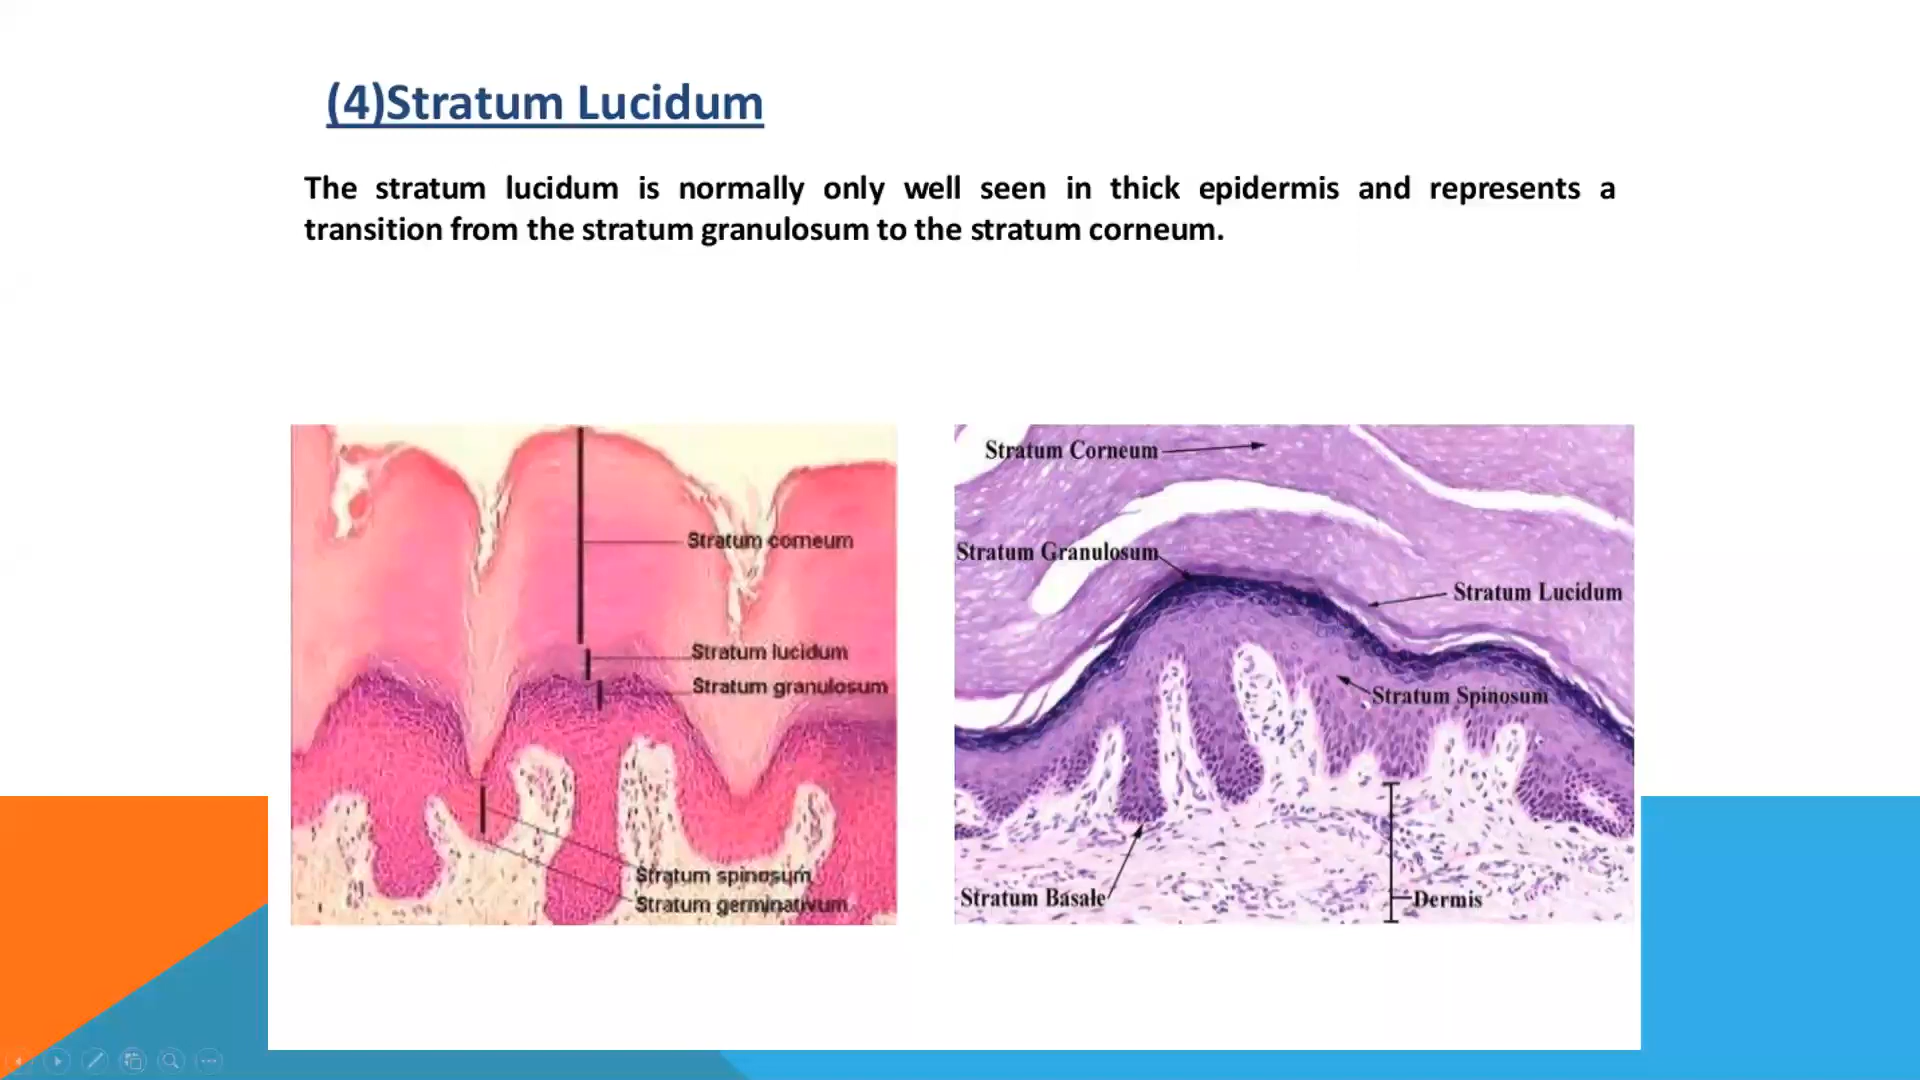 (4)Stratum Lucidum
The stratum lucidum is normally only well seen in thick epidermis and represents a
transition from the stratum granulosum to the stratum corneum.
Stratum corneum
Stratum lucidum
Stratum granulosum
Stratum spinosum
Stratum germinativum
Stratum Corneum
Stratum Granulosum
Stratum Lucidum
Stratum Spinosum
Stratum Basale
Dermis